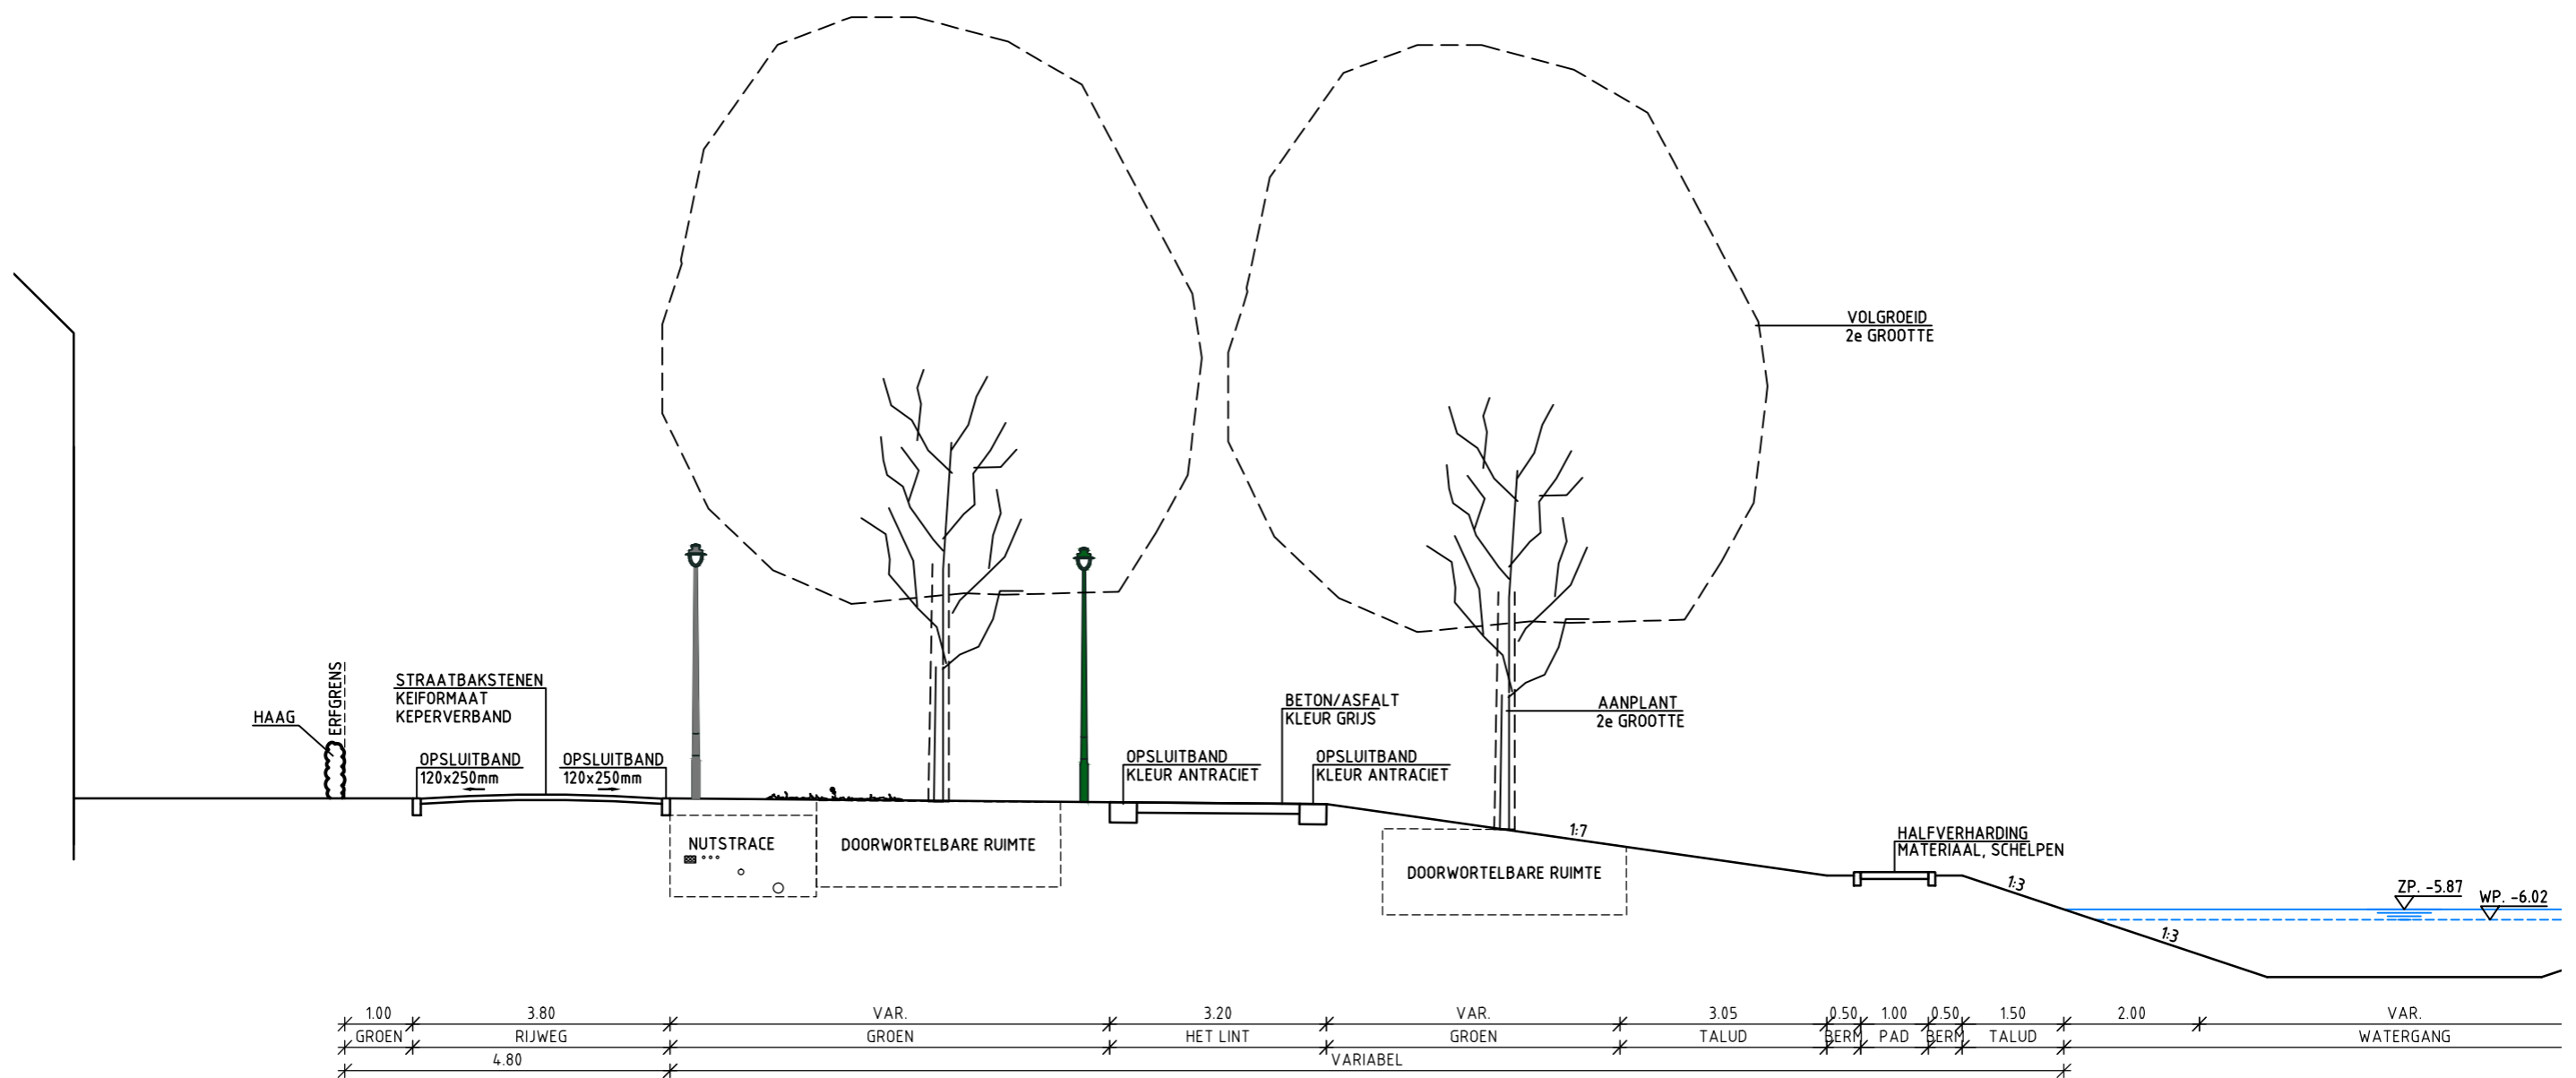 VOLGROEID
2e GROOTTE
ERFGRENS
HAAG
STRAATBAKSTENEN
KEIFORMAAT
KEPERVERBAND
OPSLUITBAND
120x250mm
OPSLUITBAND
120x250mm
BETON/ASFALT
KLEUR GRIJS
OPSLUITBAND
KLEUR ANTRACIET
OPSLUITBAND
KLEUR ANTRACIET
AANPLANT
2e GROOTTE
NUTSTRACE
DOORWORTELBARE RUIMTE
DOORWORTELBARE RUIMTE
1:7
HALFVERHARDING
MATERIAAL, SCHELPEN
1:3
ZP. -5.87
WP. -6.02
1:3
1.00 3.80 VAR. 3.20 VAR. 3.05 0.50 1.00 0.50 1.50 2.00 VAR.
GROEN RIJWEG GROEN HET LINT GROEN TALUD BERM PAD BERM TALUD WATERGANG
4.80 VARIABEL